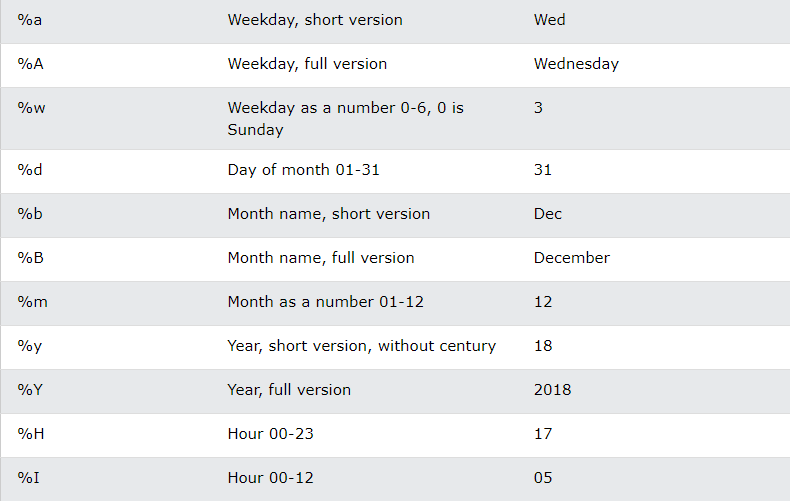 %a Weekday, short version Wed
%A Weekday, full version Wednesday
%w Weekday as a number 0-6, 0 is 3
Sunday
%d Day of month 01-31 31
%b Month name, short version Dec
%B Month name, full version December
%m Month as a number 01-12 12
%y Year, short version, without century 18
%Y Year, full version 2018
%H Hour 00-23 17
%I Hour 00-12 05